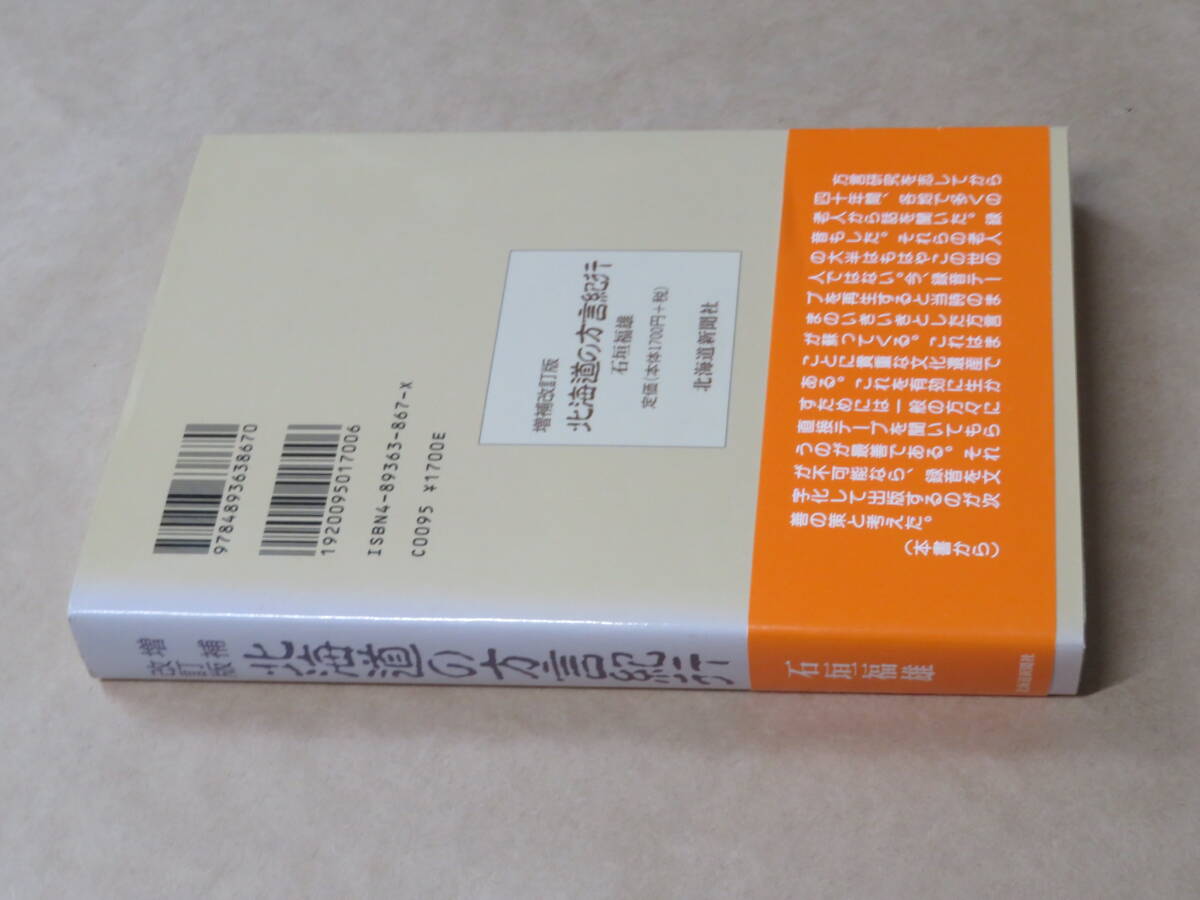 9784893638670
1920095017006
ISBN4-89363-867-X
C0095 ¥1700E
増補改訂版
北海道の方言紀行
石垣福雄
定価(本体1700円+税)
北海道新聞社
方言研究を志してから
四十年間、各地で多くの
老人から話を聞いた。録
音もした。それらの老人
の大半はもはやこの世の
人ではない。今、録音テー
プを再生すると当時のま
まのいきいきとした方言
が蘇ってくる。これはま
ことに貴重な文化遺産で
ある。これを有効に生か
すためには一般の方々に
直接テープを聞いてもら
うのが最善である。それ
が不可能なら、録音を文
字化して出版するのが次
善の策と考えた。
(本書から)
増補
改訂版
北海道の方言紀行
石垣福雄
北海道新聞社